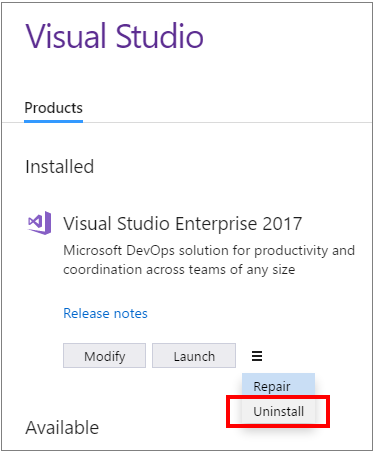 Visual Studio
Products
Installed
Visual Studio Enterprise 2017
Microsoft DevOps solution for productivity and
coordination across teams of any size
Release notes
Modify Launch
Repair
Uninstall
Available